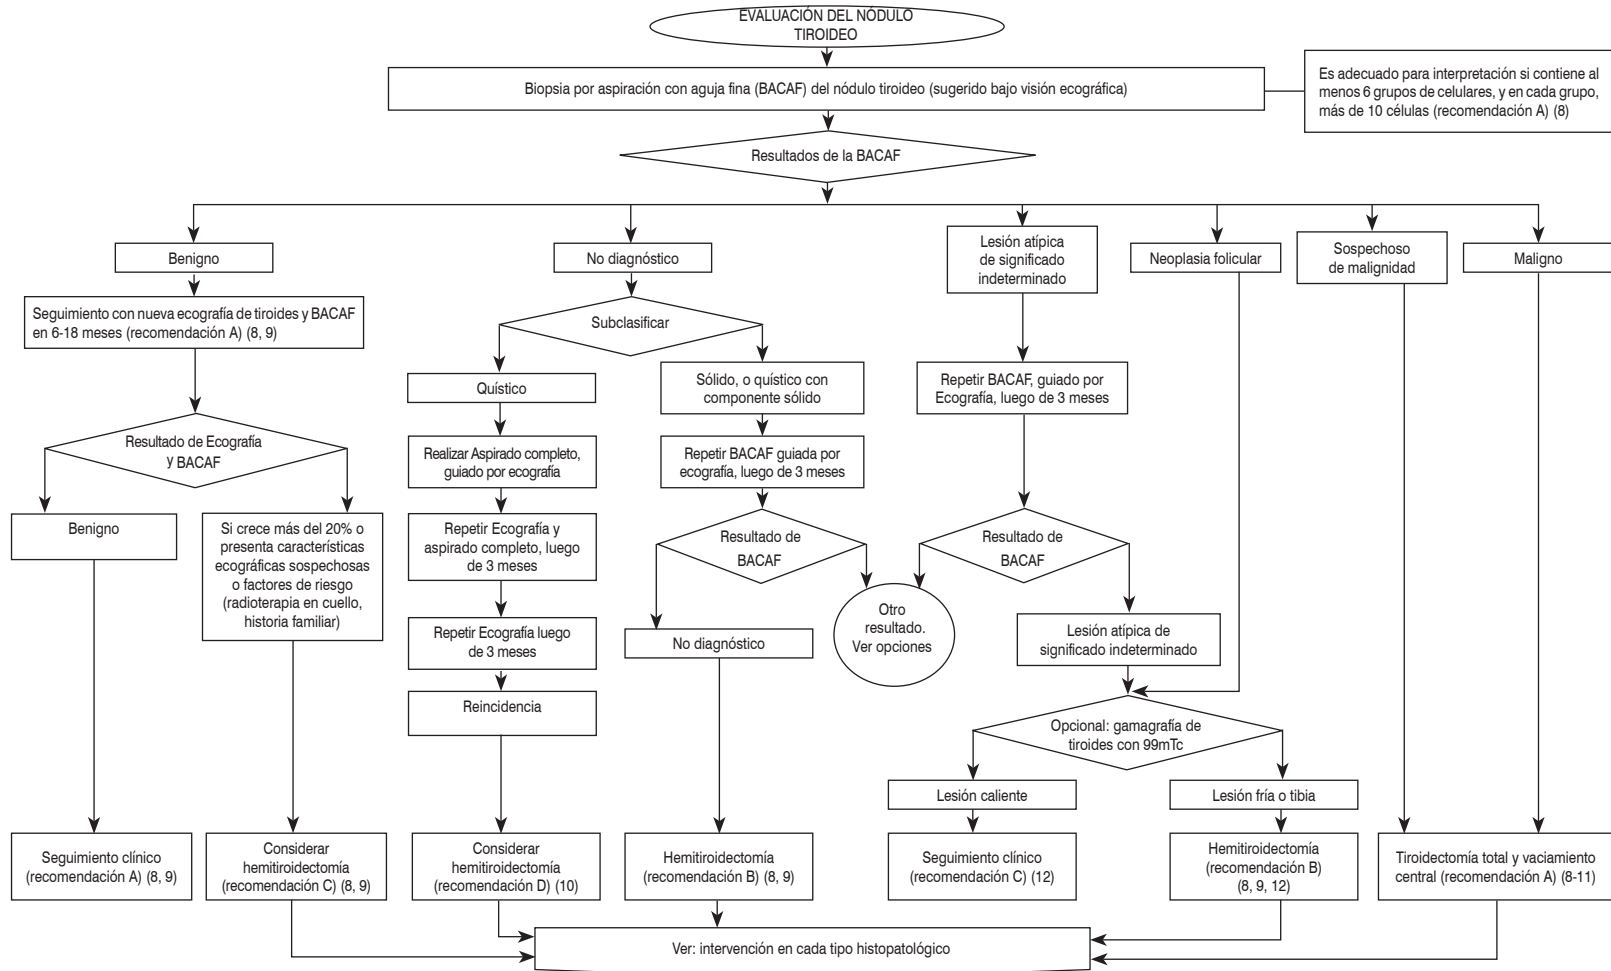 EVALUACIÓN DEL NÓDULO
TIROIDEO
Biopsia por aspiración con aguja fina (BACAF) del nódulo tiroideo (sugerido bajo visión ecográfica)
Es adecuado para interpretación si contiene al
menos 6 grupos de celulares, y en cada grupo,
más de 10 células (recomendación A) (8)
Resultados de la BACAF
Benigno
No diagnóstico
Lesión atípica
de significado
indeterminado
Neoplasia folicular
Sospechoso
de malignidad
Maligno
Seguimiento con nueva ecografía de tiroides y BACAF
en 6-18 meses (recomendación A) (8, 9)
Subclasificar
Quístico
Sólido, o quístico con
componente sólido
Repetir BACAF, guiado por
Ecografía, luego de 3 meses
Resultado de Ecografía
y BACAF
Realizar Aspirado completo,
guiado por ecografía
Repetir BACAF guiada por
ecografía, luego de 3 meses
Benigno
Si crece más del 20% o
presenta características
ecográficas sospechosas
o factores de riesgo
(radioterapia en cuello,
historia familiar)
Repetir Ecografía y
aspirado completo, luego
de 3 meses
Resultado de
BACAF
Resultado de
BACAF
Otro
resultado.
Ver opciones
Repetir Ecografía luego
de 3 meses
No diagnóstico
Lesión atípica de
significado indeterminado
Reincidencia
Opcional: gamagrafía de
tiroides con 99mTc
Lesión caliente
Lesión fría o tibia
Seguimiento clínico
(recomendación A) (8, 9)
Considerar
hemitiroidectomía
(recomendación C) (8, 9)
Considerar
hemitiroidectomía
(recomendación D) (10)
Hemitiroidectomía
(recomendación B) (8, 9)
Seguimiento clínico
(recomendación C) (12)
Hemitiroidectomía
(recomendación B)
(8, 9, 12)
Tiroidectomía total y vaciamiento
central (recomendación A) (8-11)
Ver: intervención en cada tipo histopatológico